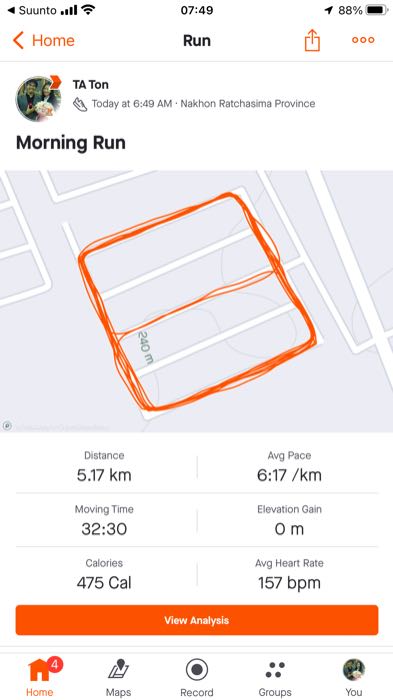 Suunto
07:49
88%
Home
Run
TA Ton
Today at 6:49 AM · Nakhon Ratchasima Province
Morning Run
240 m
Distance
Avg Pace
5.17 km
6:17 /km
Moving Time
Elevation Gain
32:30
0 m
Calories
Avg Heart Rate
475 Cal
157 bpm
View Analysis
4
Home
Maps
Record
Groups
You